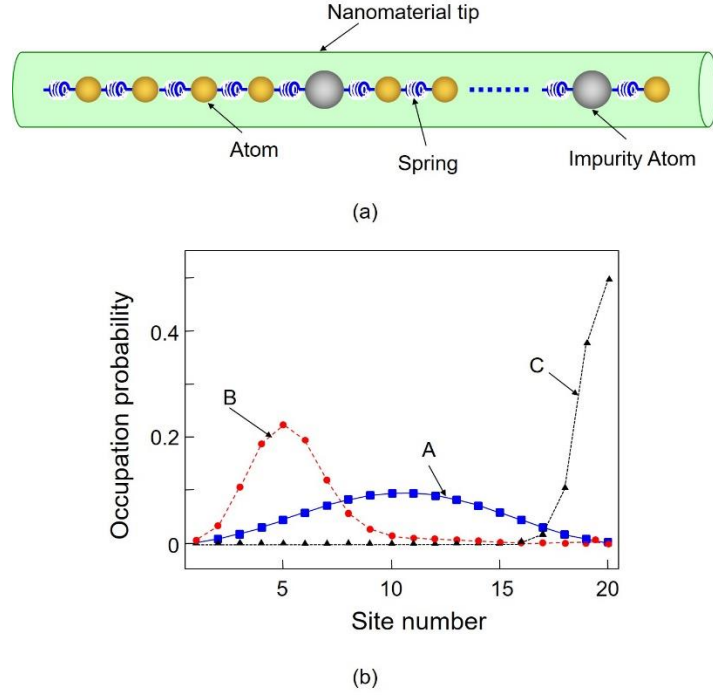 Nanomaterial tip
Atom
Spring
Impurity Atom
(a)
Occupation probability
0.4
0.2
0
B
A
C
5
10
15
20
Site number
(b)